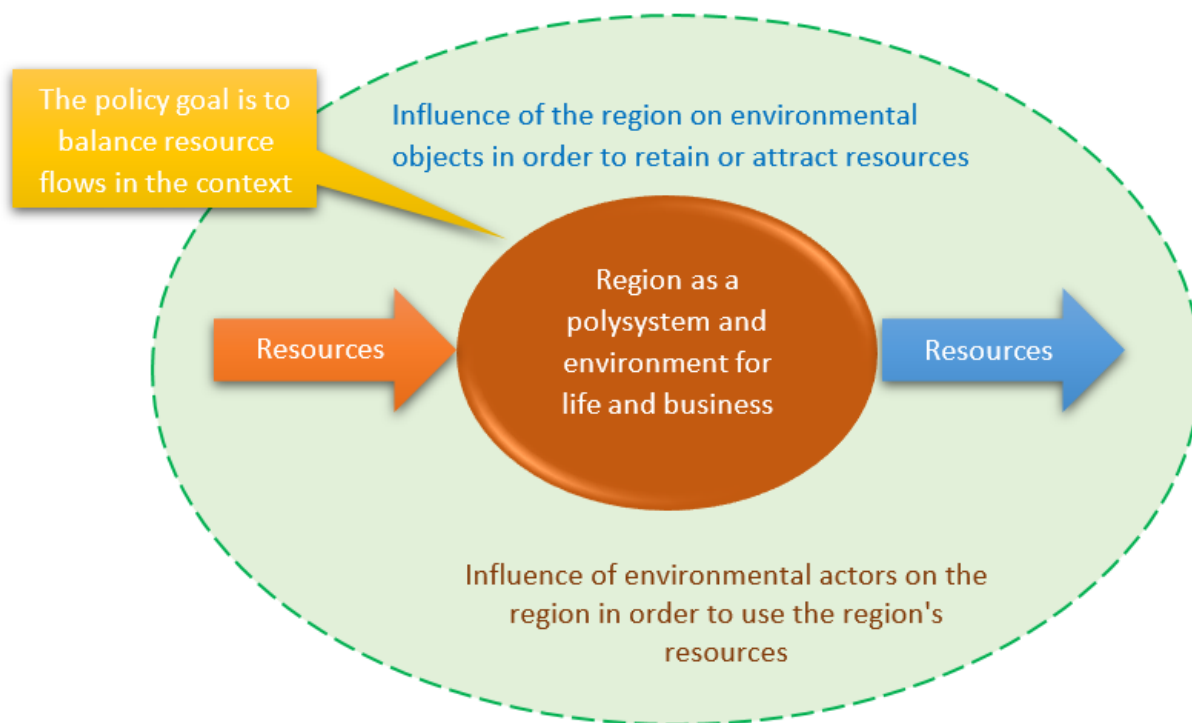 The policy goal is to
balance resource
flows in the context
Influence of the region on environmental
objects in order to retain or attract resources
Region as a
polysystem and
environment for
life and business
Resources
Resources
Influence of environmental actors on the
region in order to use the region's
resources